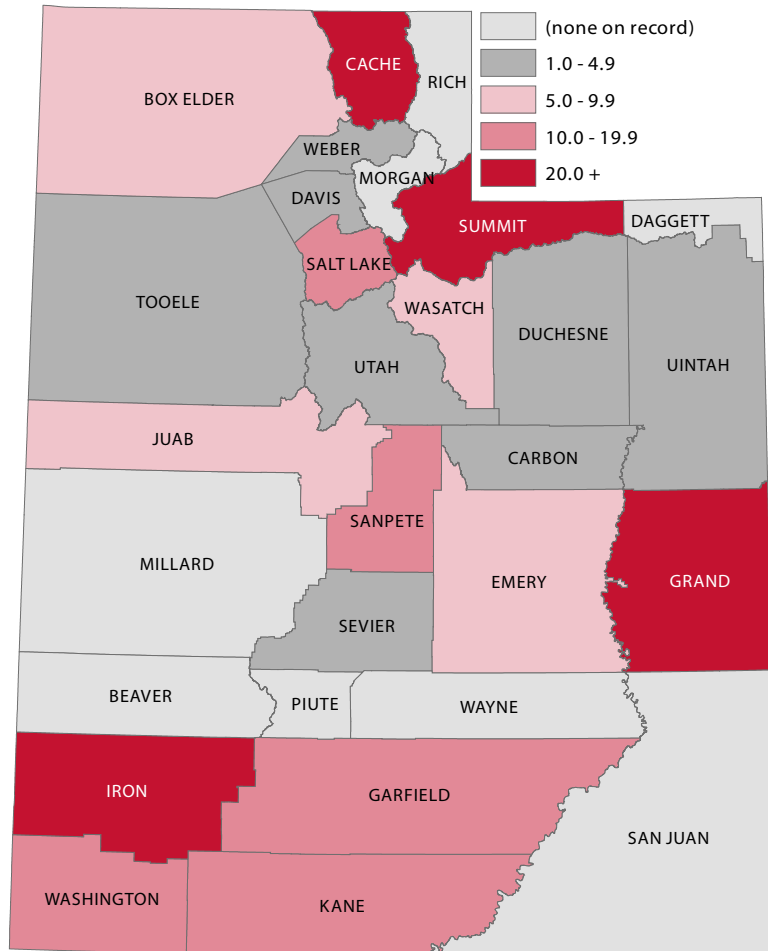 (none on record)
1.0 - 4.9
5.0 - 9.9
10.0 - 19.9
20.0 +
CACHE
RICH
BOX ELDER
WEBER
MORGAN
DAVIS
DAGGETT
SUMMIT
SALT LAKE
TOOELE
WASATCH
DUCHESNE
UINTAH
UTAH
JUAB
CARBON
SANPETE
MILLARD
EMERY
GRAND
SEVIER
BEAVER
PIUTE
WAYNE
IRON
GARFIELD
SAN JUAN
WASHINGTON
KANE